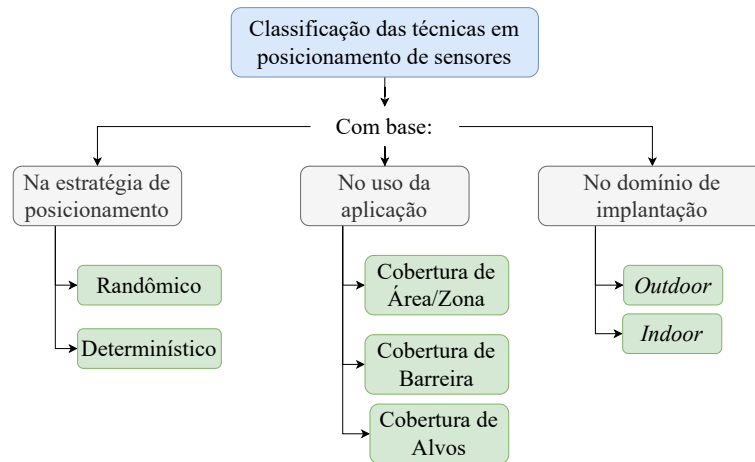 Classificação das técnicas em
posicionamento de sensores
Com base:
Na estratégia de
posicionamento
Randômico
Determinístico
No uso da
aplicação
Cobertura de
Área/Zona
Cobertura de
Barreira
Cobertura de
Alvos
No domínio de
implantação
Outdoor
Indoor